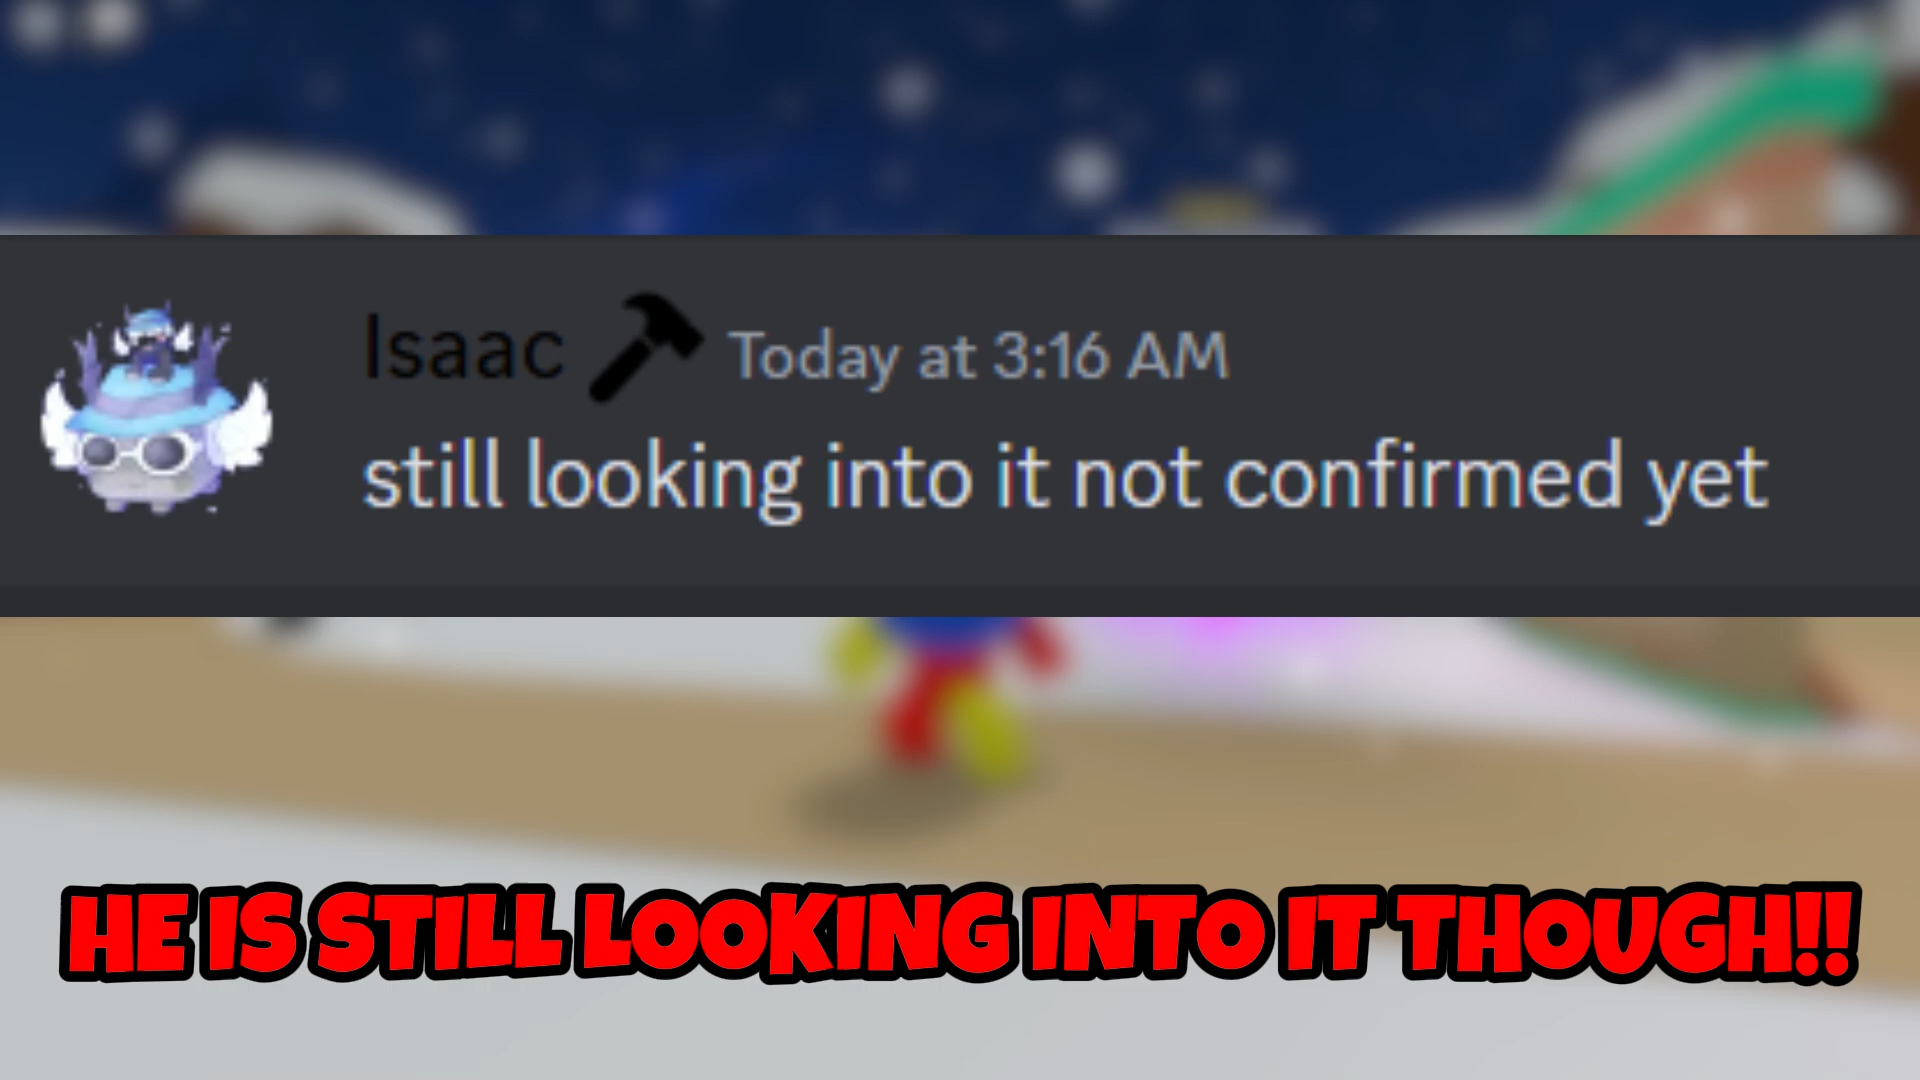 Isaac Today at 3:16 AM
still looking into it not confirmed yet
HE IS STILL LOOKING INTO IT THOUGH!!